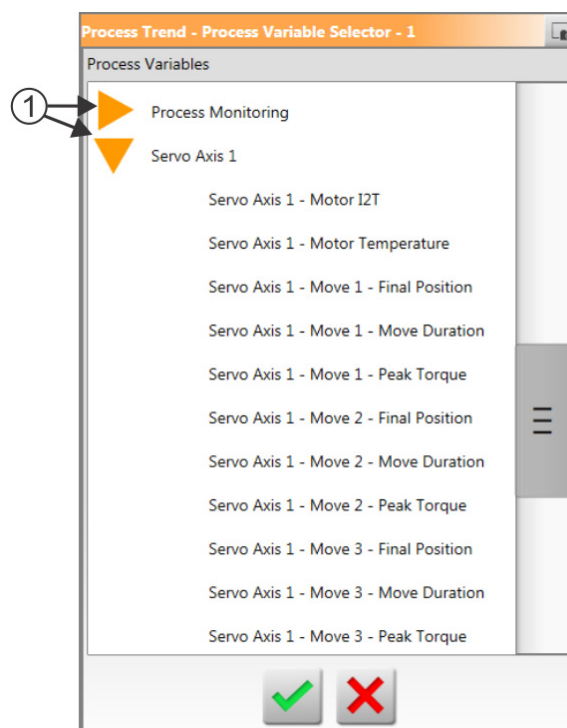 Process Trend - Process Variable Selector - 1
Process Variables
1
Process Monitoring
Servo Axis 1
Servo Axis 1 - Motor I2T
Servo Axis 1 - Motor Temperature
Servo Axis 1 - Move 1 - Final Position
Servo Axis 1 - Move 1 - Move Duration
Servo Axis 1 - Move 1 - Peak Torque
Servo Axis 1 - Move 2 - Final Position
Servo Axis 1 - Move 2 - Move Duration
Servo Axis 1 - Move 2 - Peak Torque
Servo Axis 1 - Move 3 - Final Position
Servo Axis 1 - Move 3 - Move Duration
Servo Axis 1 - Move 3 - Peak Torque